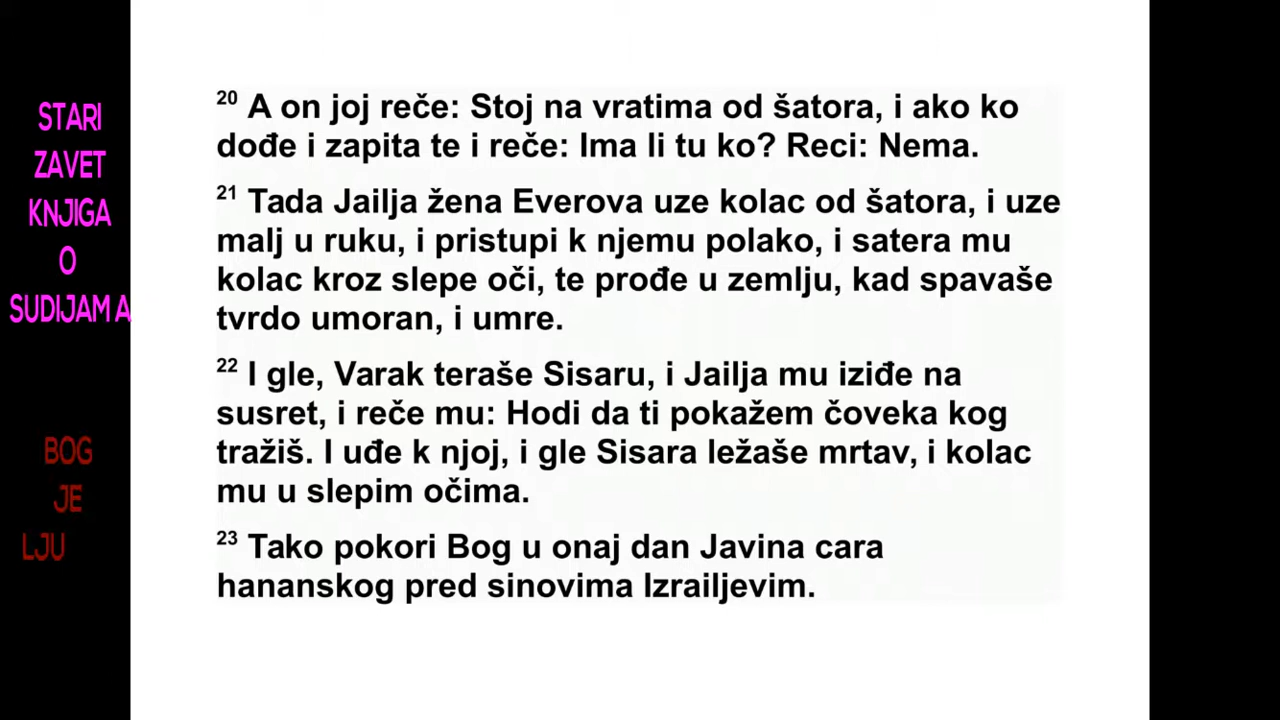 STARI
ZAVET
KNJIGA
O
SUDIJAMA
BOG
JE
LJU
20 A on joj reče: Stoj na vratima od šatora, i ako ko
dođe i zapita te i reče: Ima li tu ko? Reci: Nema.
21 Tada Jailja žena Everova uze kolac od šatora, i uze
malj u ruku, i pristupi k njemu polako, i satera mu
kolac kroz slepe oči, te prođe u zemlju, kad spavaše
tvrdo umoran, i umre.
22 I gle, Varak teraše Sisaru, i Jailja mu iziđe na
susret, i reče mu: Hodi da ti pokažem čoveka kog
tražiš. I uđe k njoj, i gle Sisara ležaše mrtav, i kolac
mu u slepim očima.
23 Tako pokori Bog u onaj dan Javina cara
hananskog pred sinovima Izrailjevim.